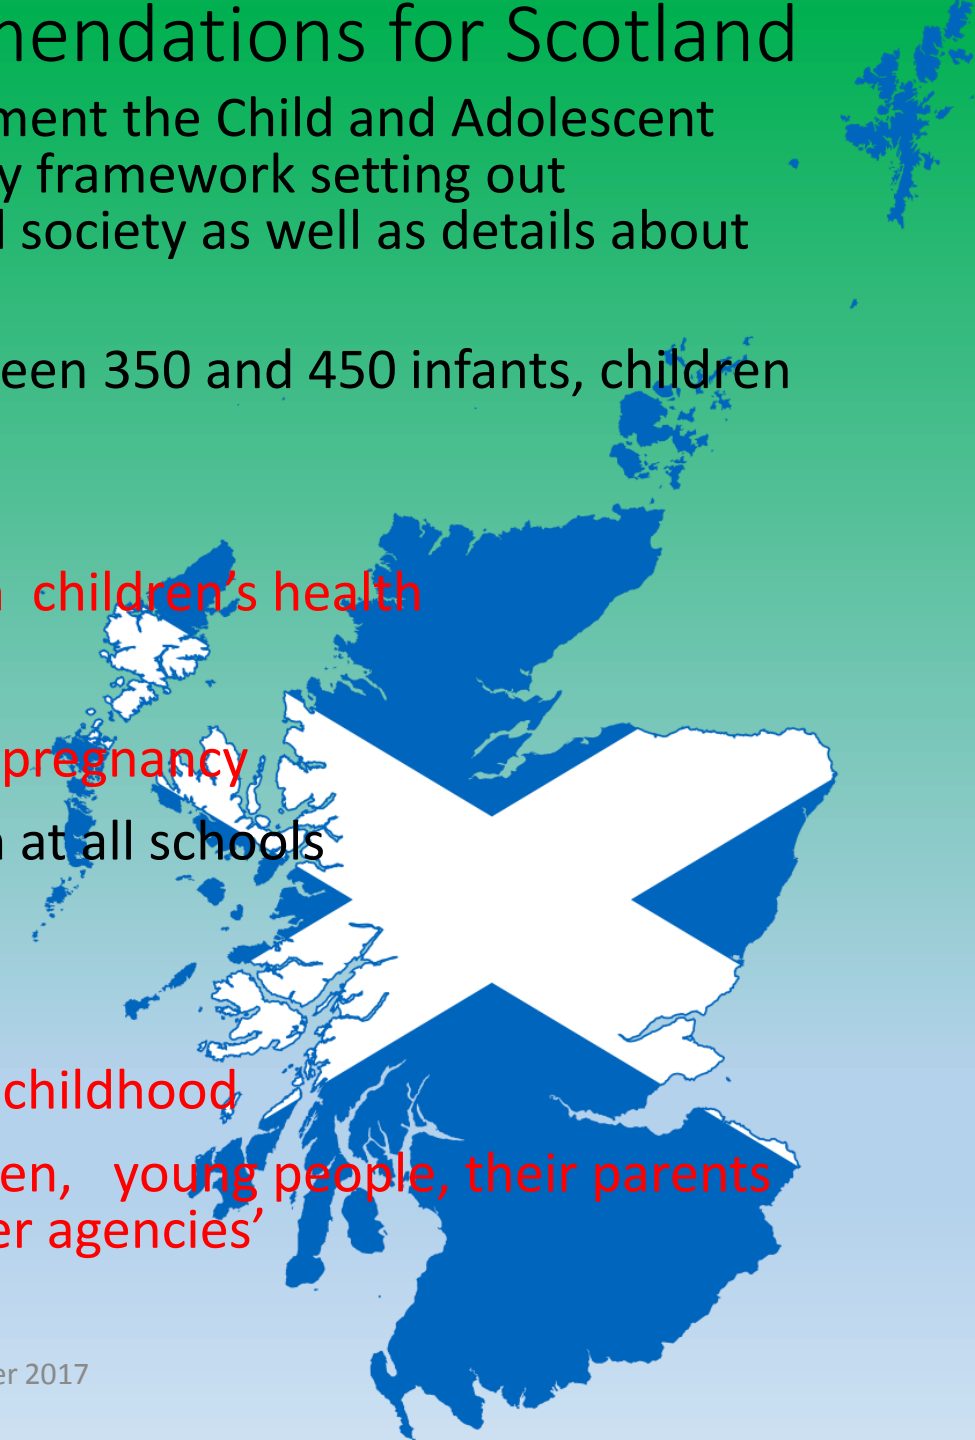 mendations for Scotland
ment the Child and Adolescent
y framework setting out
society as well as details about
een 350 and 450 infants, children
children's health
pregnancy
at all schools
childhood
en, young people, their parents
er agencies’
er 2017